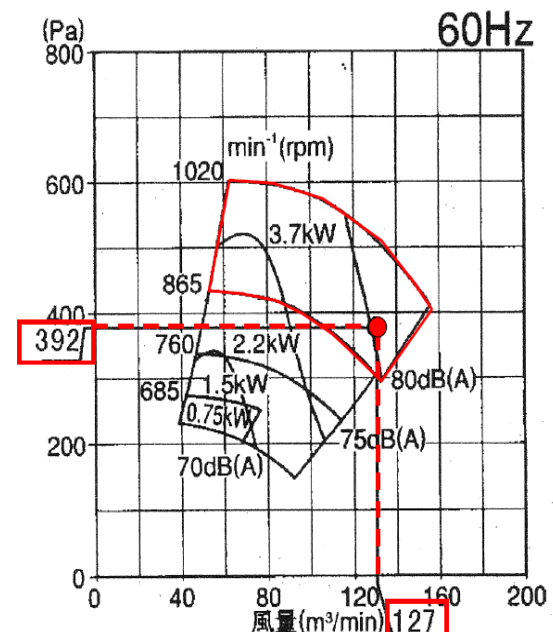 (Pa)
60Hz
800
min⁻¹(rpm)
1020
600
3.7kW
865
400
392
760
2.2kW
685
1.5kW
80dB(A)
0.75kW
75dB(A)
200
70dB(A)
0
0 40 80 120 160 200
風量(m³/min) 127